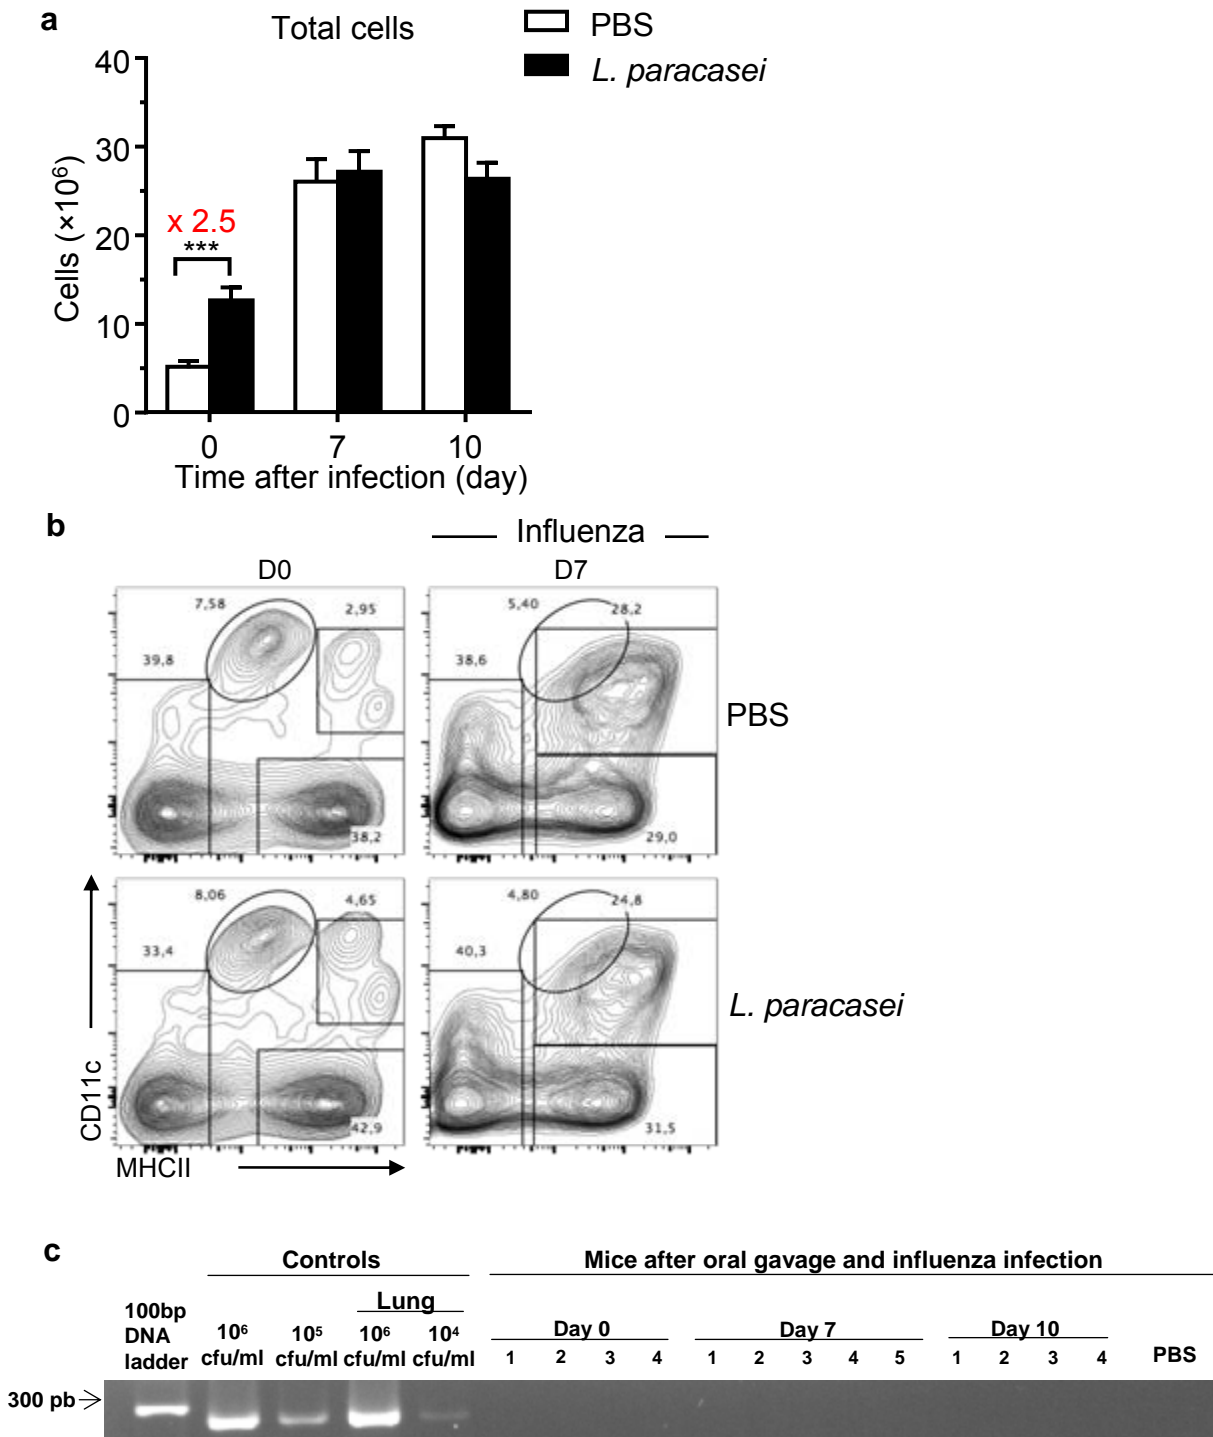 a
Total cells
PBS
L. paracasei
40
30
20
10
0
Cells (×10⁶)
x 2.5
***
0 7 10
Time after infection (day)
b
Influenza
D0 D7
7,58 2,95
39,8
38,2
5,40 28,2
38,6
29,0
PBS
8,06 4,65
33,4
42,9
4,80 24,8
40,3
31,5
L. paracasei
CD11c
MHCII
c
Controls
Mice after oral gavage and influenza infection
Lung
100bp
DNA
ladder
10⁶ 10⁵ 10⁶ 10⁴
cfu/ml cfu/ml cfu/ml cfu/ml
Day 0 Day 7 Day 10
1 2 3 4 1 2 3 4 5 1 2 3 4 PBS
300 pb